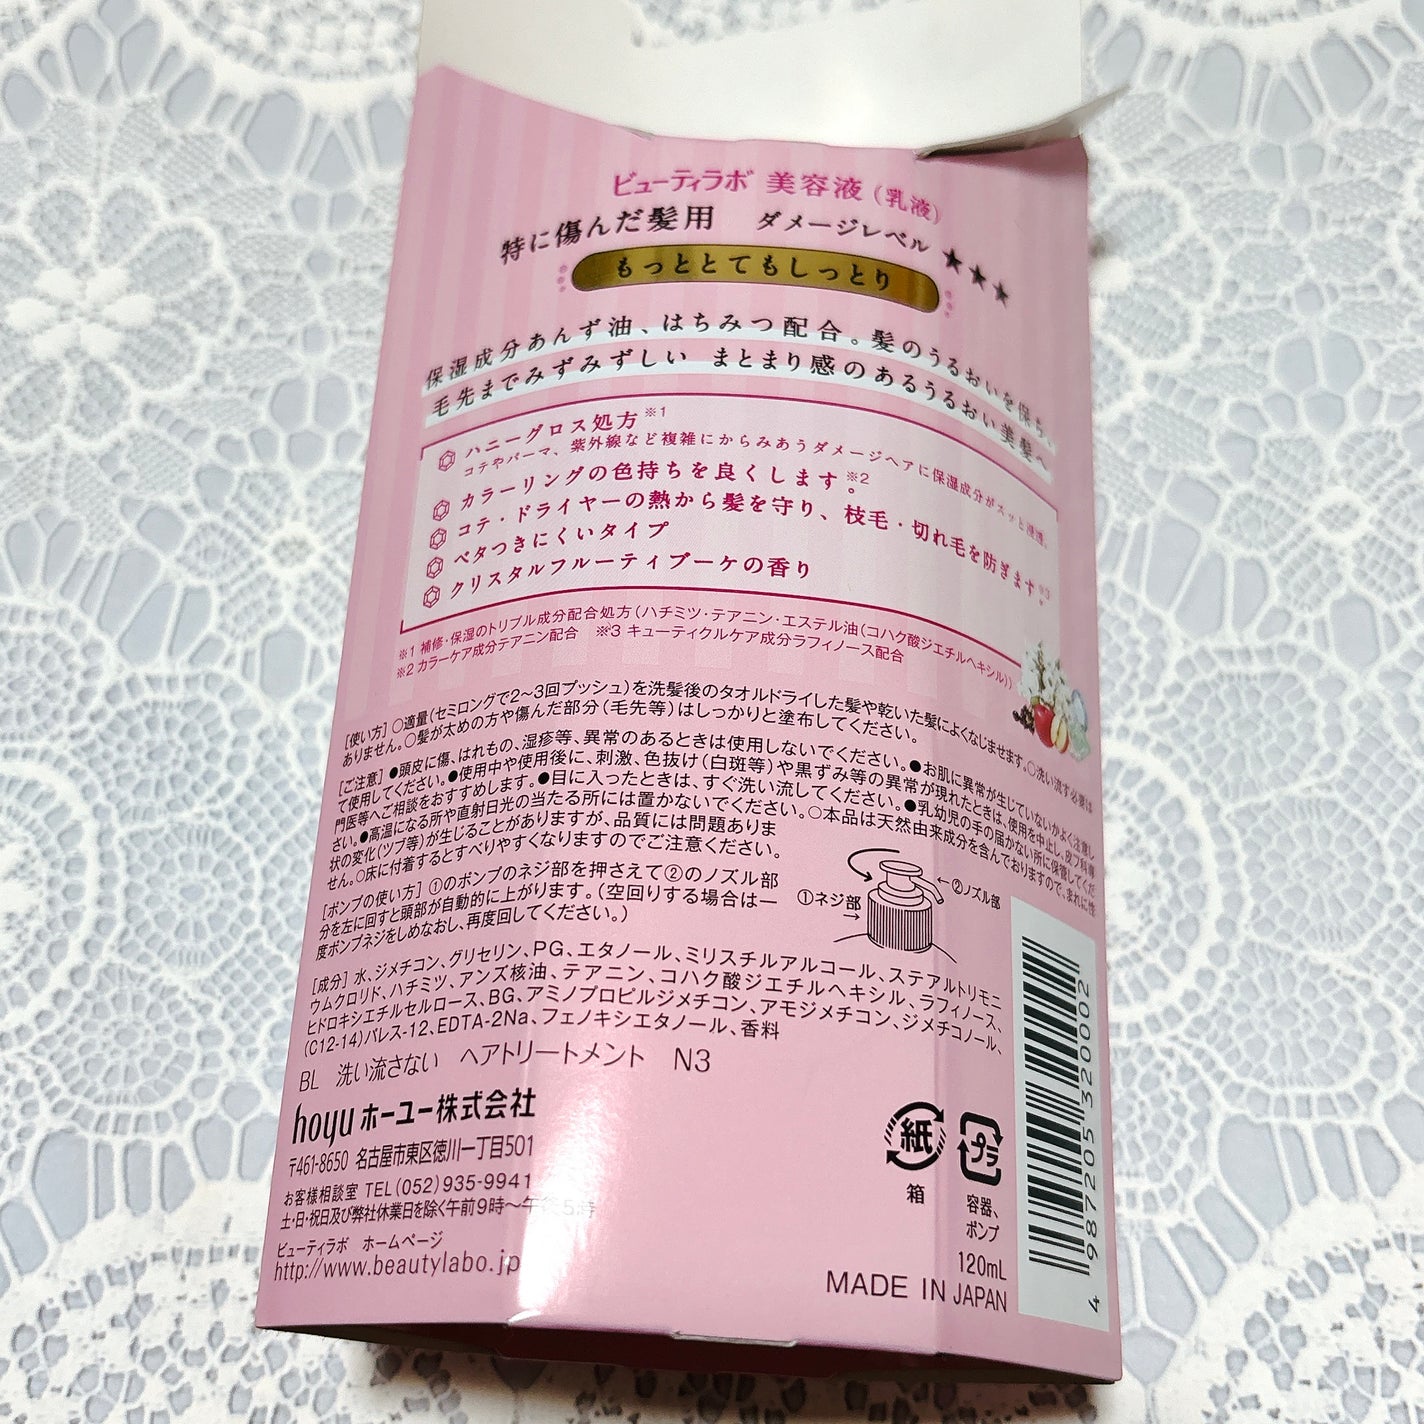 ビューティラボ 美容液（乳液）
特に傷んだ髪用 ダメージレベル ★★★
もっととてもしっとり
保湿成分あんず油、はちみつ配合。髪のうるおいを保ち、
毛先までみずみずしい まとまり感のあるうるおい美髪へ
ハニーグロス処方※1
コテやパーマ、紫外線など複雑にからみあうダメージヘアに保湿成分がスッと浸透。
カラーリングの色持ちを良くします※2。
コテ・ドライヤーの熱から髪を守り、枝毛・切れ毛を防ぎます※3。
ベタつきにくいタイプ
クリスタルフルーティブーケの香り
※1 補修・保湿のトリプル成分配合処方（ハチミツ・テアニン・エステル油（コハク酸ジエチルヘキシル））
※2 カラーケア成分テアニン配合 ※3 キューティクルケア成分ラフィノース配合
［使い方］○適量（セミロングで2～3回プッシュ）を洗髪後のタオルドライした髪や乾いた髪によくなじませます。○洗い流す必要は
ありません。○髪が太めの方や傷んだ部分（毛先等）はしっかりと塗布してください。
［ご注意］●頭皮に傷、はれもの、湿疹等、異常のあるときは使用しないでください。●お肌に異常が生じていないかよく注意し
て使用してください。●使用中や使用後に、刺激、色抜け（白斑等）や黒ずみ等の異常が現れたときは、使用を中止し、皮フ科専
門医等へご相談をおすすめします。●目に入ったときは、すぐ洗い流してください。●乳幼児の手の届かない所に保管してくだ
さい。●高温になる所や直射日光の当たる所には置かないでください。○本品は天然由来成分を含んでおりますので、まれに性
状の変化（ツブ等）が生じることがありますが、品質には問題ありま
せん。○床に付着するとすべりやすくなりますのでご注意ください。
［ポンプの使い方］①のポンプのネジ部を押さえて②のノズル部
分を左に回すと頭部が自動的に上がります。（空回りする場合は一
度ポンプネジをしめなおし、再度回してください。）
①ネジ部
②ノズル部
［成分］水、ジメチコン、グリセリン、PG、エタノール、ミリスチルアルコール、ステアルトリモニ
ウムクロリド、ハチミツ、アンズ核油、テアニン、コハク酸ジエチルヘキシル、ラフィノース、
ヒドロキシエチルセルロース、BG、アミノプロピルジメチコン、アモジメチコン、ジメチコノール、
（C12-14）パレス-12、EDTA-2Na、フェノキシエタノール、香料
BL 洗い流さない ヘアトリートメント N3
hoyu ホーユー株式会社
〒461-8650 名古屋市東区徳川一丁目501
お客様相談室 TEL（052）935-9941
土・日・祝日及び弊社休業日を除く午前9時～午後5時
ビューティラボ ホームページ
http://www.beautylabo.jp
紙
箱
プラ
容器、
ポンプ
120mL
MADE IN JAPAN
4 987205 320002